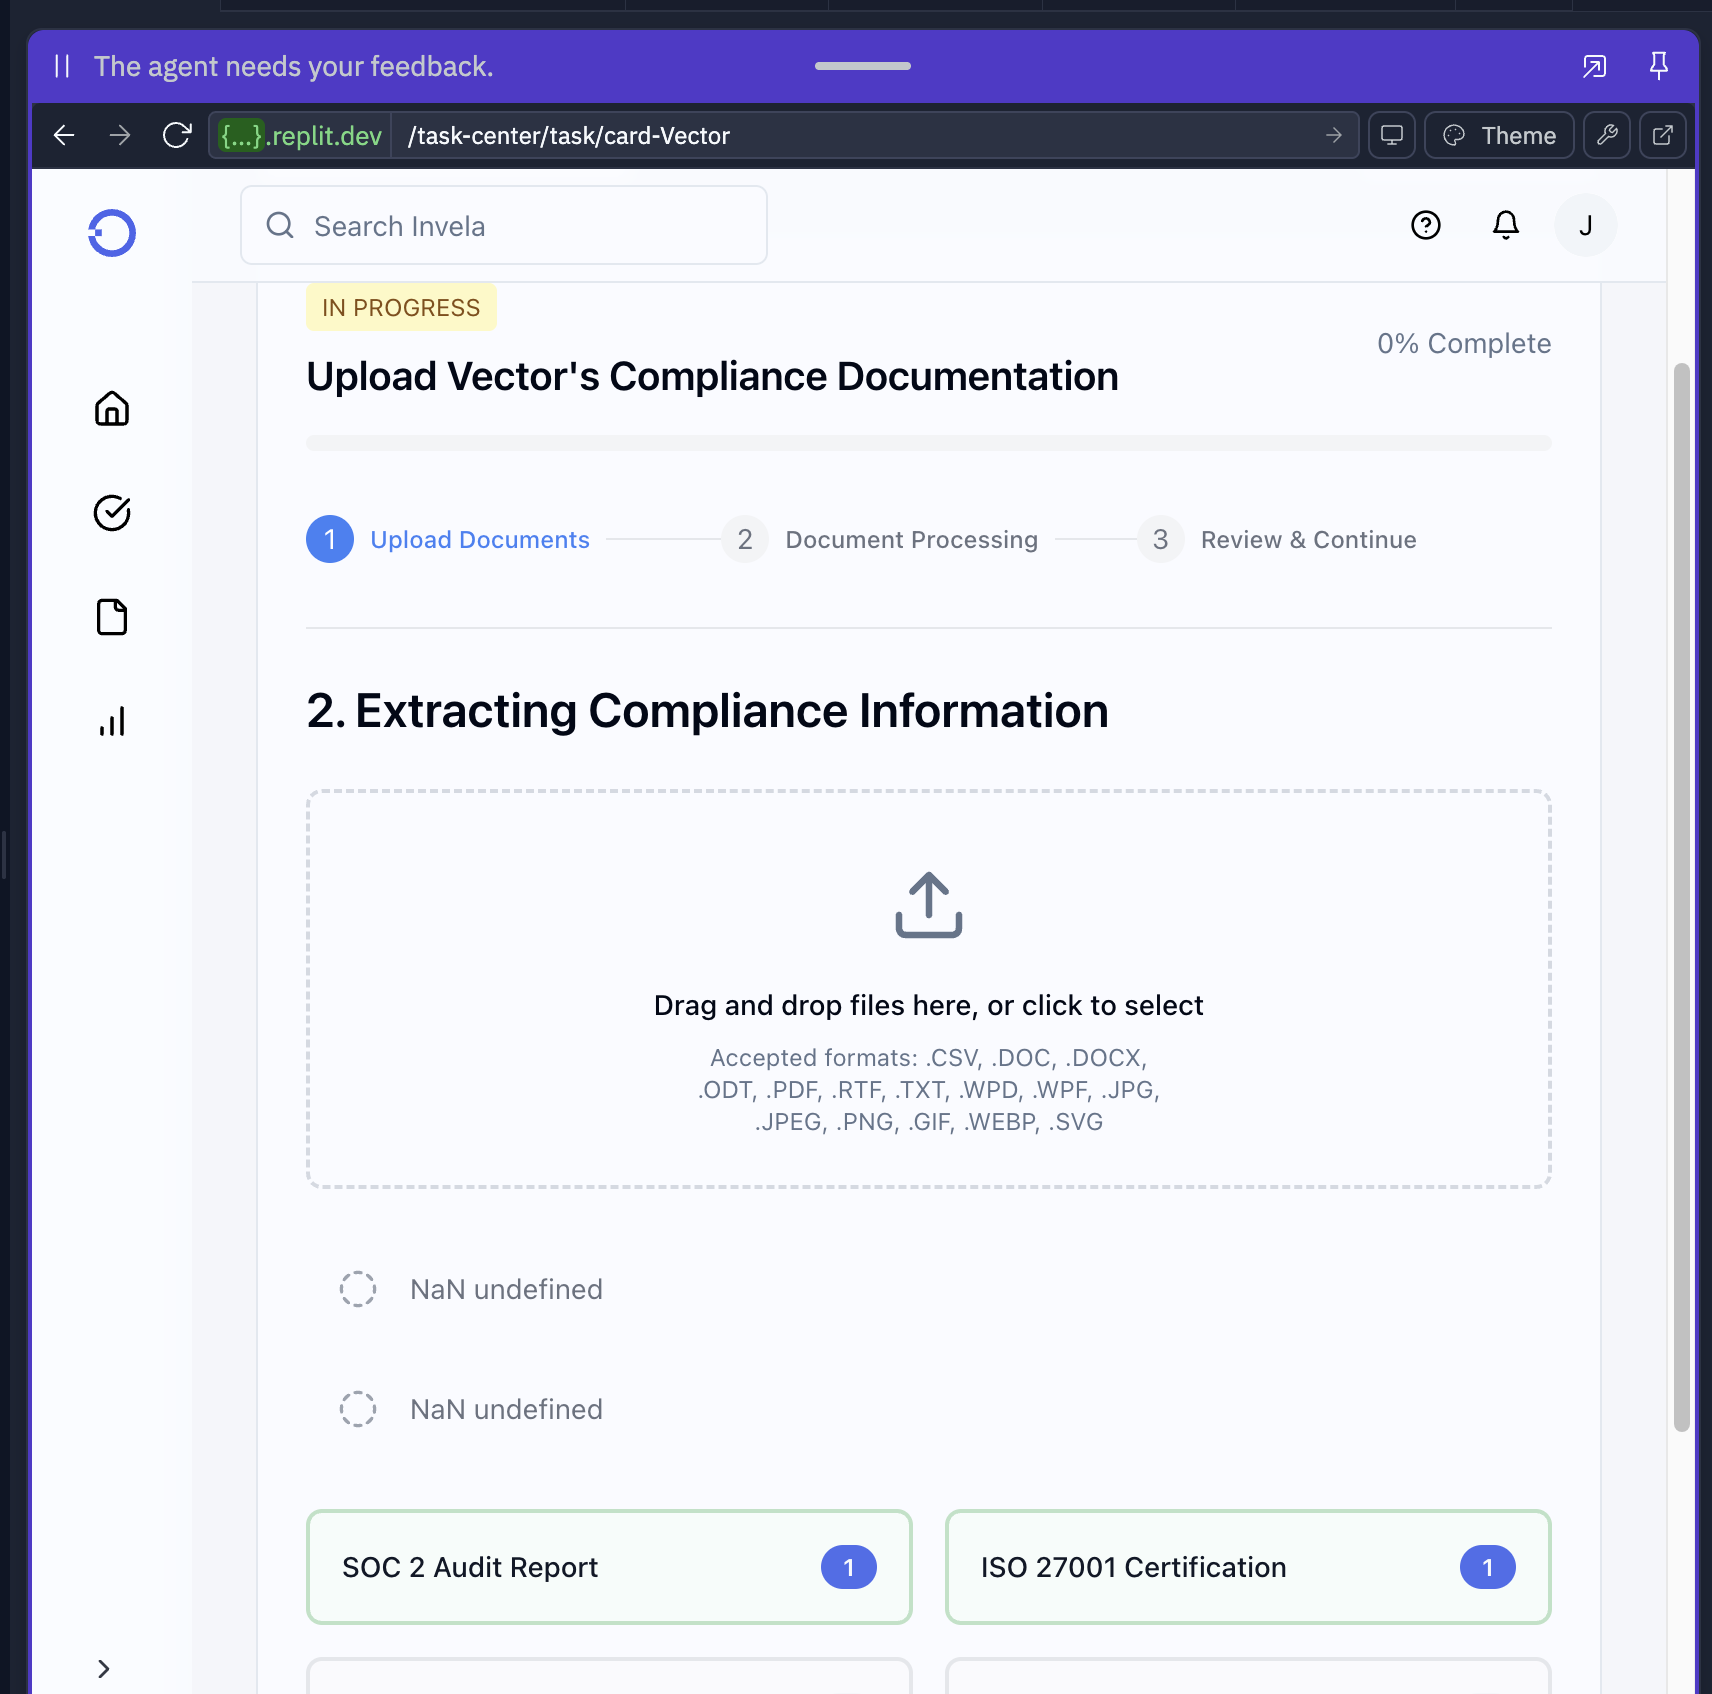 The agent needs your feedback.
{...}.replit.dev /task-center/task/card-Vector Theme
Search Invela
J
IN PROGRESS
0% Complete
Upload Vector's Compliance Documentation
1 Upload Documents 2 Document Processing 3 Review & Continue
2. Extracting Compliance Information
Drag and drop files here, or click to select
Accepted formats: .CSV, .DOC, .DOCX,
.ODT, .PDF, .RTF, .TXT, .WPD, .WPF, .JPG,
.JPEG, .PNG, .GIF, .WEBP, .SVG
NaN undefined
NaN undefined
SOC 2 Audit Report 1
ISO 27001 Certification 1